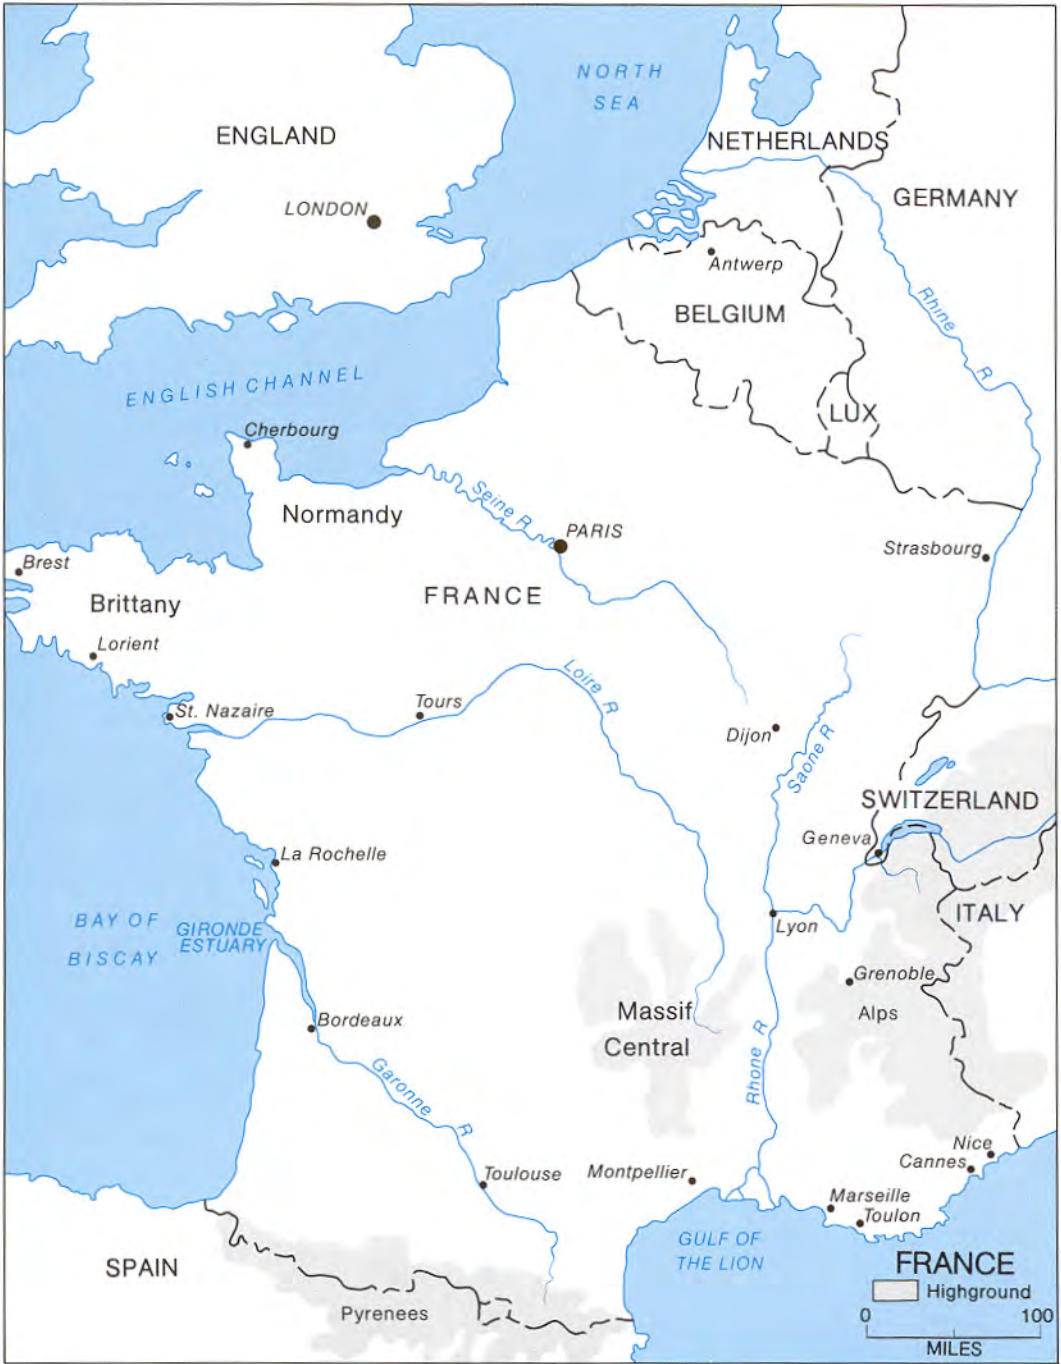 NORTH
SEA
ENGLAND
NETHERLANDS
GERMANY
LONDON
Antwerp
Rhine R
BELGIUM
ENGLISH CHANNEL
LUX
Cherbourg
Seine R
Normandy
PARIS
Strasbourg
Brest
FRANCE
Brittany
Lorient
Loire R
Tours
St. Nazaire
Dijon
Saone R
SWITZERLAND
Geneva
La Rochelle
BAY OF
BISCAY
GIRONDE
ESTUARY
ITALY
Lyon
Grenoble
Massif
Central
Alps
Bordeaux
Rhone R
Garonne R
Nice
Cannes
Toulouse
Montpellier
Marseille
Toulon
GULF OF
THE LION
SPAIN
Pyrenees
FRANCE
Highground
0 100
MILES